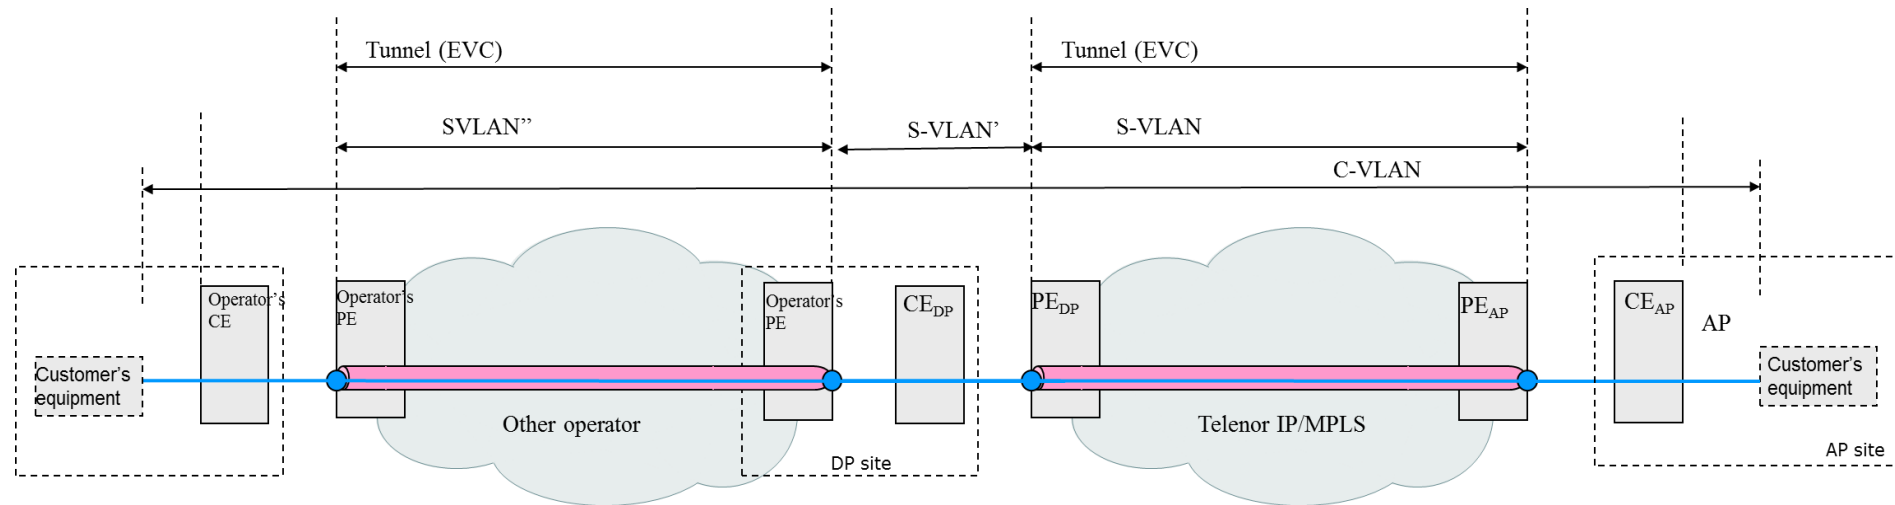 Tunnel (EVC)
Tunnel (EVC)
SVLAN”
S-VLAN’
S-VLAN
C-VLAN
Operator’s
CE
Operator’s
PE
Operator’s
PE
CEDP
PEDP
PEAP
CEAP
AP
Customer’s
equipment
Customer’s
equipment
Other operator
Telenor IP/MPLS
DP site
AP site